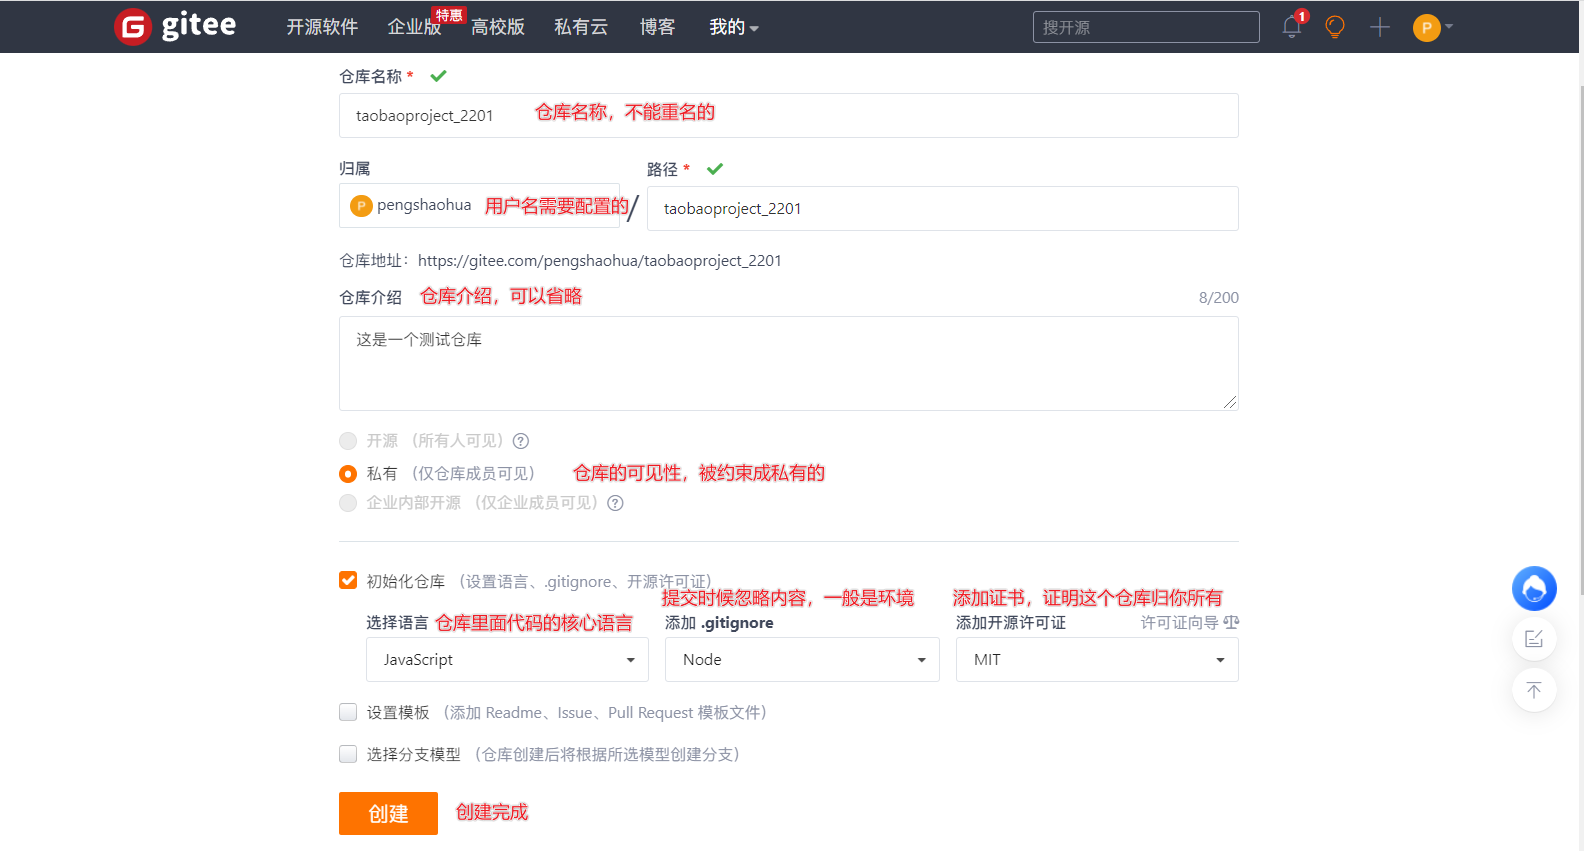 gitee 开源软件 企业版 特惠 高校版 私有云 博客 我的 搜开源 1 P
仓库名称 *
taobaoproject_2201 仓库名称，不能重名的
归属 路径 *
P pengshaohua 用户名需要配置的 / taobaoproject_2201
仓库地址：https://gitee.com/pengshaohua/taobaoproject_2201
仓库介绍 仓库介绍，可以省略 8/200
这是一个测试仓库
开源 （所有人可见） ?
私有 （仅仓库成员可见） 仓库的可见性，被约束成私有的
企业内部开源 （仅企业成员可见） ?
初始化仓库 （设置语言、.gitignore、开源许可证）
提交时候忽略内容，一般是环境 添加证书，证明这个仓库归你所有
选择语言 仓库里面代码的核心语言 添加 .gitignore 添加开源许可证 许可证向导
JavaScript Node MIT
设置模板 （添加 Readme、Issue、Pull Request 模板文件）
选择分支模型 （仓库创建后将根据所选模型创建分支）
创建 创建完成